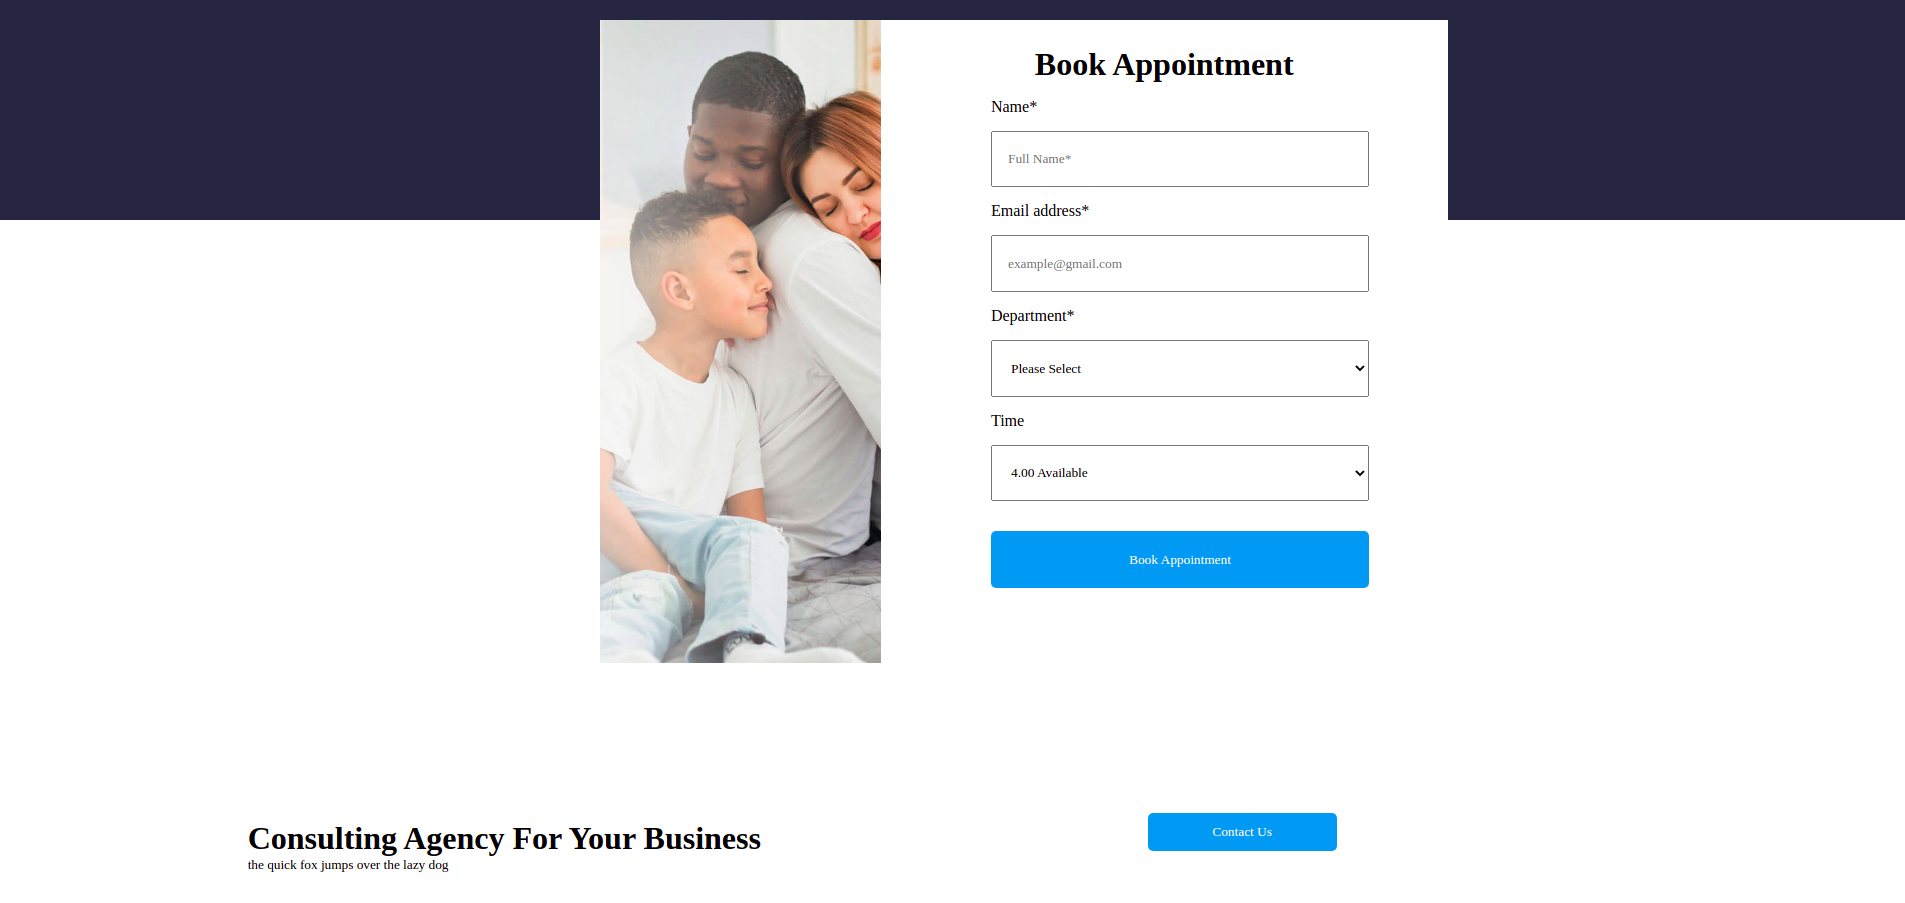 Book Appointment
Name*
Full Name*
Email address*
example@gmail.com
Department*
Please Select
Time
4.00 Available
Book Appointment
Consulting Agency For Your Business
the quick fox jumps over the lazy dog
Contact Us